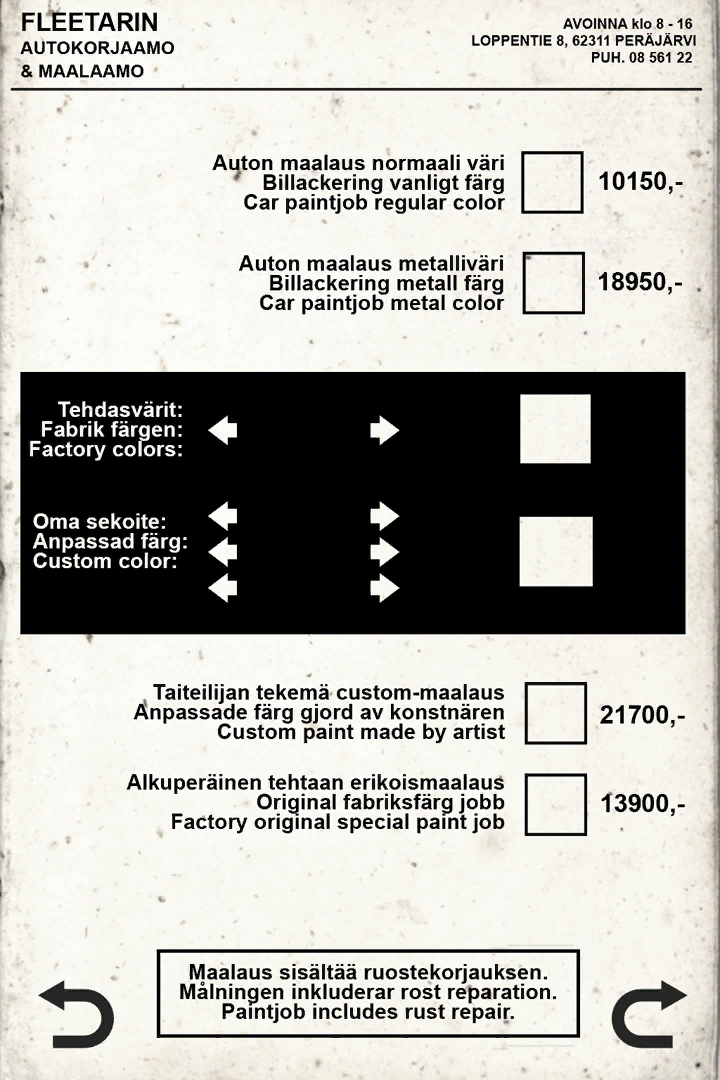 FLEETARIN
AUTOKORJAAMO
& MAALAAMO
AVOINNA klo 8 - 16
LOPPENTIE 8, 62311 PERÄJÄRVI
PUH. 08 561 22
Auton maalaus normaali väri
Billackering vanligt färg
Car paintjob regular color
10150,-
Auton maalaus metalliväri
Billackering metall färg
Car paintjob metal color
18950,-
Tehdasvärit:
Fabrik färgen:
Factory colors:
Oma sekoite:
Anpassad färg:
Custom color:
Taiteilijan tekemä custom-maalaus
Anpassade färg gjord av konstnären
Custom paint made by artist
21700,-
Alkuperäinen tehtaan erikoismaalaus
Original fabriksfärg jobb
Factory original special paint job
13900,-
Maalaus sisältää ruostekorjauksen.
Målningen inkluderar rost reparation.
Paintjob includes rust repair.